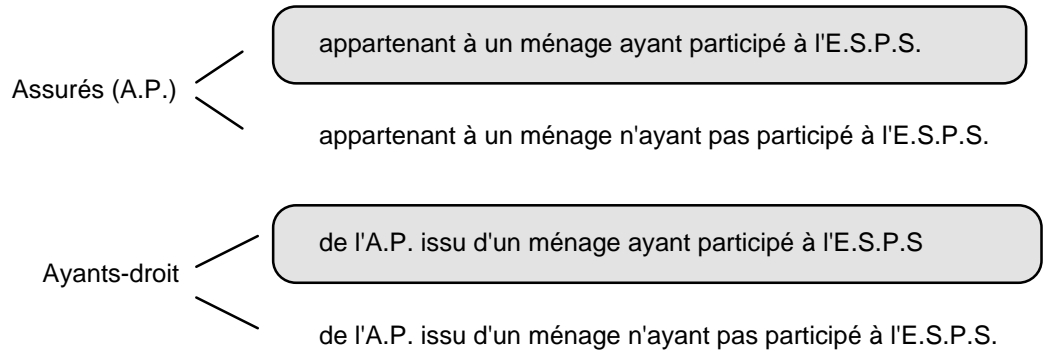 appartenant à un ménage ayant participé à l'E.S.P.S.
Assurés (A.P.)
appartenant à un ménage n'ayant pas participé à l'E.S.P.S.
de l'A.P. issu d'un ménage ayant participé à l'E.S.P.S
Ayants-droit
de l'A.P. issu d'un ménage n'ayant pas participé à l'E.S.P.S.